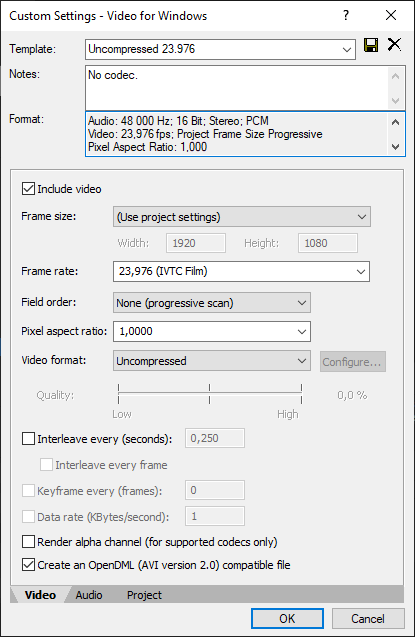 Custom Settings - Video for Windows
Template: Uncompressed 23.976
Notes: No codec.
Format: Audio: 48 000 Hz; 16 Bit; Stereo; PCM
Video: 23,976 fps; Project Frame Size Progressive
Pixel Aspect Ratio: 1,000
Include video
Frame size: (Use project settings)
Width: 1920 Height: 1080
Frame rate: 23,976 (IVTC Film)
Field order: None (progressive scan)
Pixel aspect ratio: 1,0000
Video format: Uncompressed Configure...
Quality: 0,0 %
Low High
Interleave every (seconds): 0,250
Interleave every frame
Keyframe every (frames): 0
Data rate (KBytes/second): 1
Render alpha channel (for supported codecs only)
Create an OpenDML (AVI version 2.0) compatible file
Video Audio Project
OK Cancel